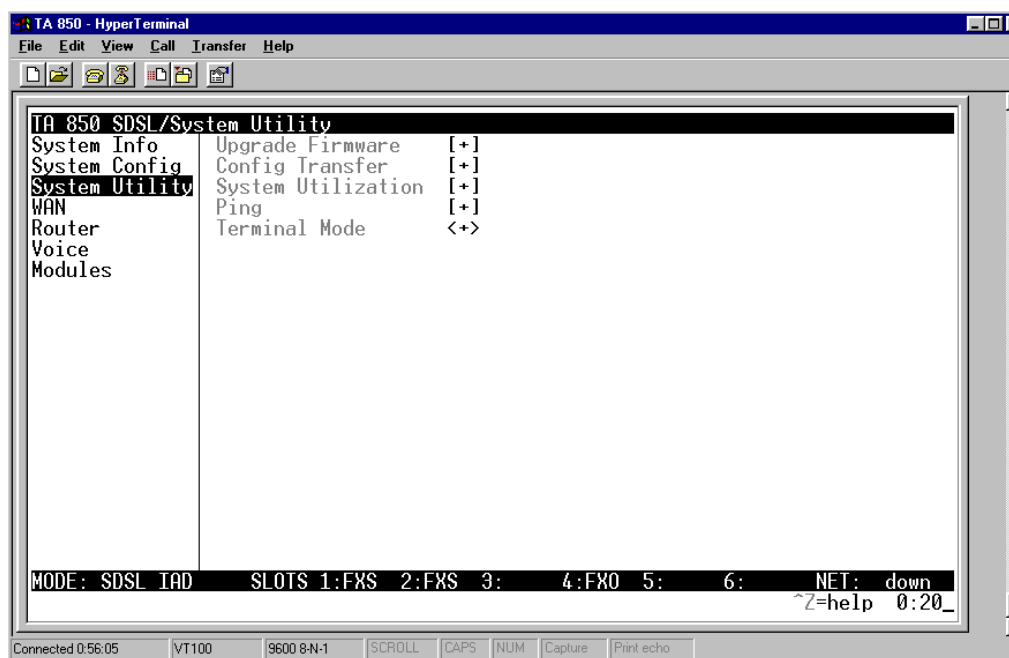 TA 850 - HyperTerminal
File Edit View Call Transfer Help
TA 850 SDSL/System Utility
System Info Upgrade Firmware [+]
System Config Config Transfer [+]
System Utility System Utilization [+]
WAN Ping [+]
Router Terminal Mode <+>
Voice
Modules
MODE: SDSL IAD SLOTS 1:FXS 2:FXS 3: 4:FXO 5: 6: NET: down
^Z=help 0:20_
Connected 0:56:05 VT100 9600 8-N-1 SCROLL CAPS NUM Capture Print echo